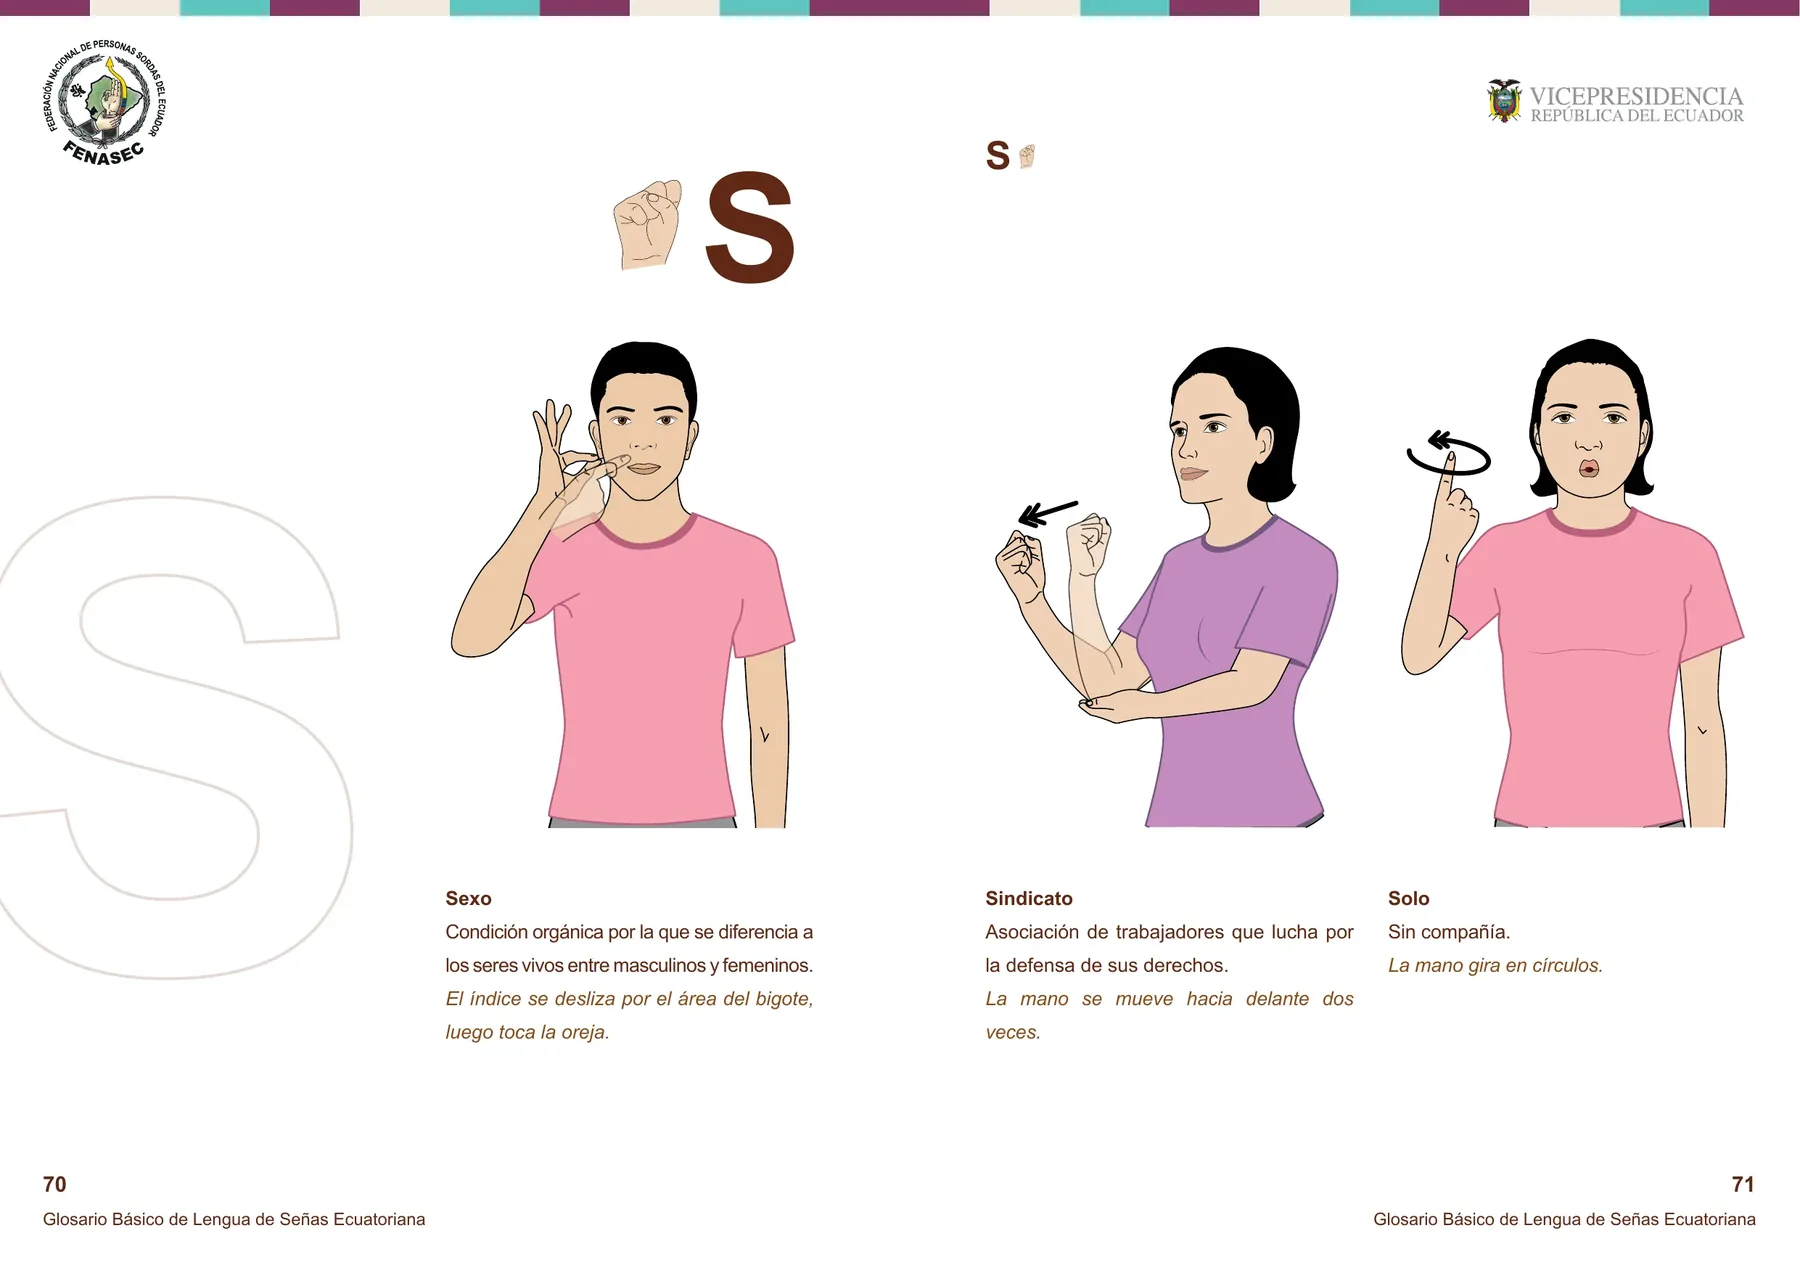 FEDERACIÓN NACIONAL DE PERSONAS SORDAS DEL ECUADOR
FENASEC
S
Sexo
Condición orgánica por la que se diferencia a
los seres vivos entre masculinos y femeninos.
El índice se desliza por el área del bigote,
luego toca la oreja.
70
Glosario Básico de Lengua de Señas Ecuatoriana
S
VICEPRESIDENCIA
REPÚBLICA DEL ECUADOR
S
Sindicato
Asociación de trabajadores que lucha por
la defensa de sus derechos.
La mano se mueve hacia delante dos
veces.
Solo
Sin compañía.
La mano gira en círculos.
71
Glosario Básico de Lengua de Señas Ecuatoriana